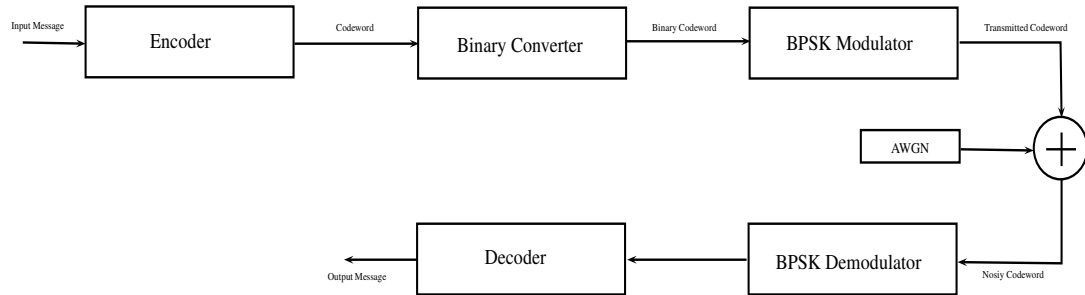 Input Message
Encoder
Codeword
Binary Converter
Binary Codeword
BPSK Modulator
Transmitted Codeword
AWGN
Output Message
Decoder
BPSK Demodulator
Nosiy Codeword